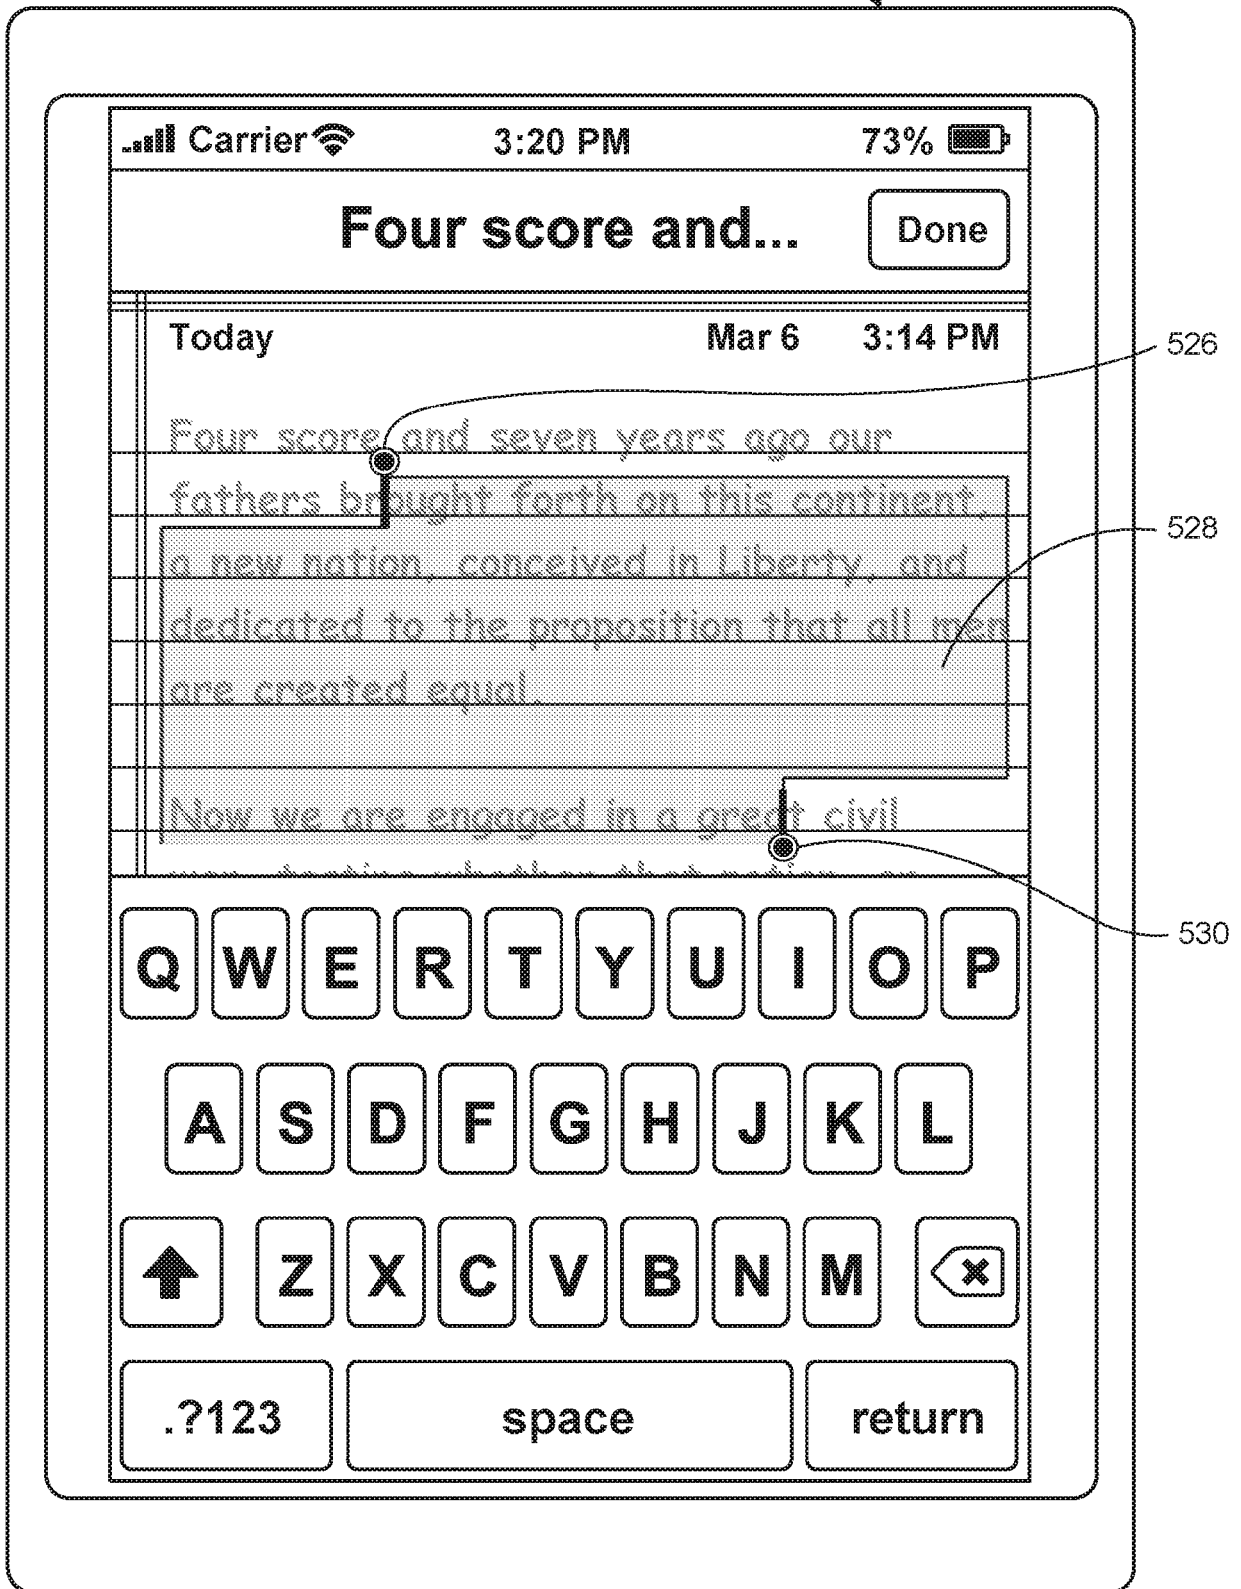 Carrier 3:20 PM 73%
Four score and... Done
Today Mar 6 3:14 PM
526
Four score and seven years ago our
fathers brought forth on this continent,
528
a new nation, conceived in Liberty, and
dedicated to the proposition that all men
are created equal.
Now we are engaged in a great civil
530
Q W E R T Y U I O P
A S D F G H J K L
Z X C V B N M
.?123 space return